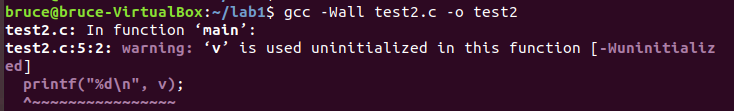 bruce@bruce-VirtualBox:~/lab1$ gcc -Wall test2.c -o test2
test2.c: In function ‘main’:
test2.c:5:2: warning: ‘v’ is used uninitialized in this function [-Wuninitializ
ed]
  printf("%d\n", v);
  ^~~~~~~~~~~~~~~~~